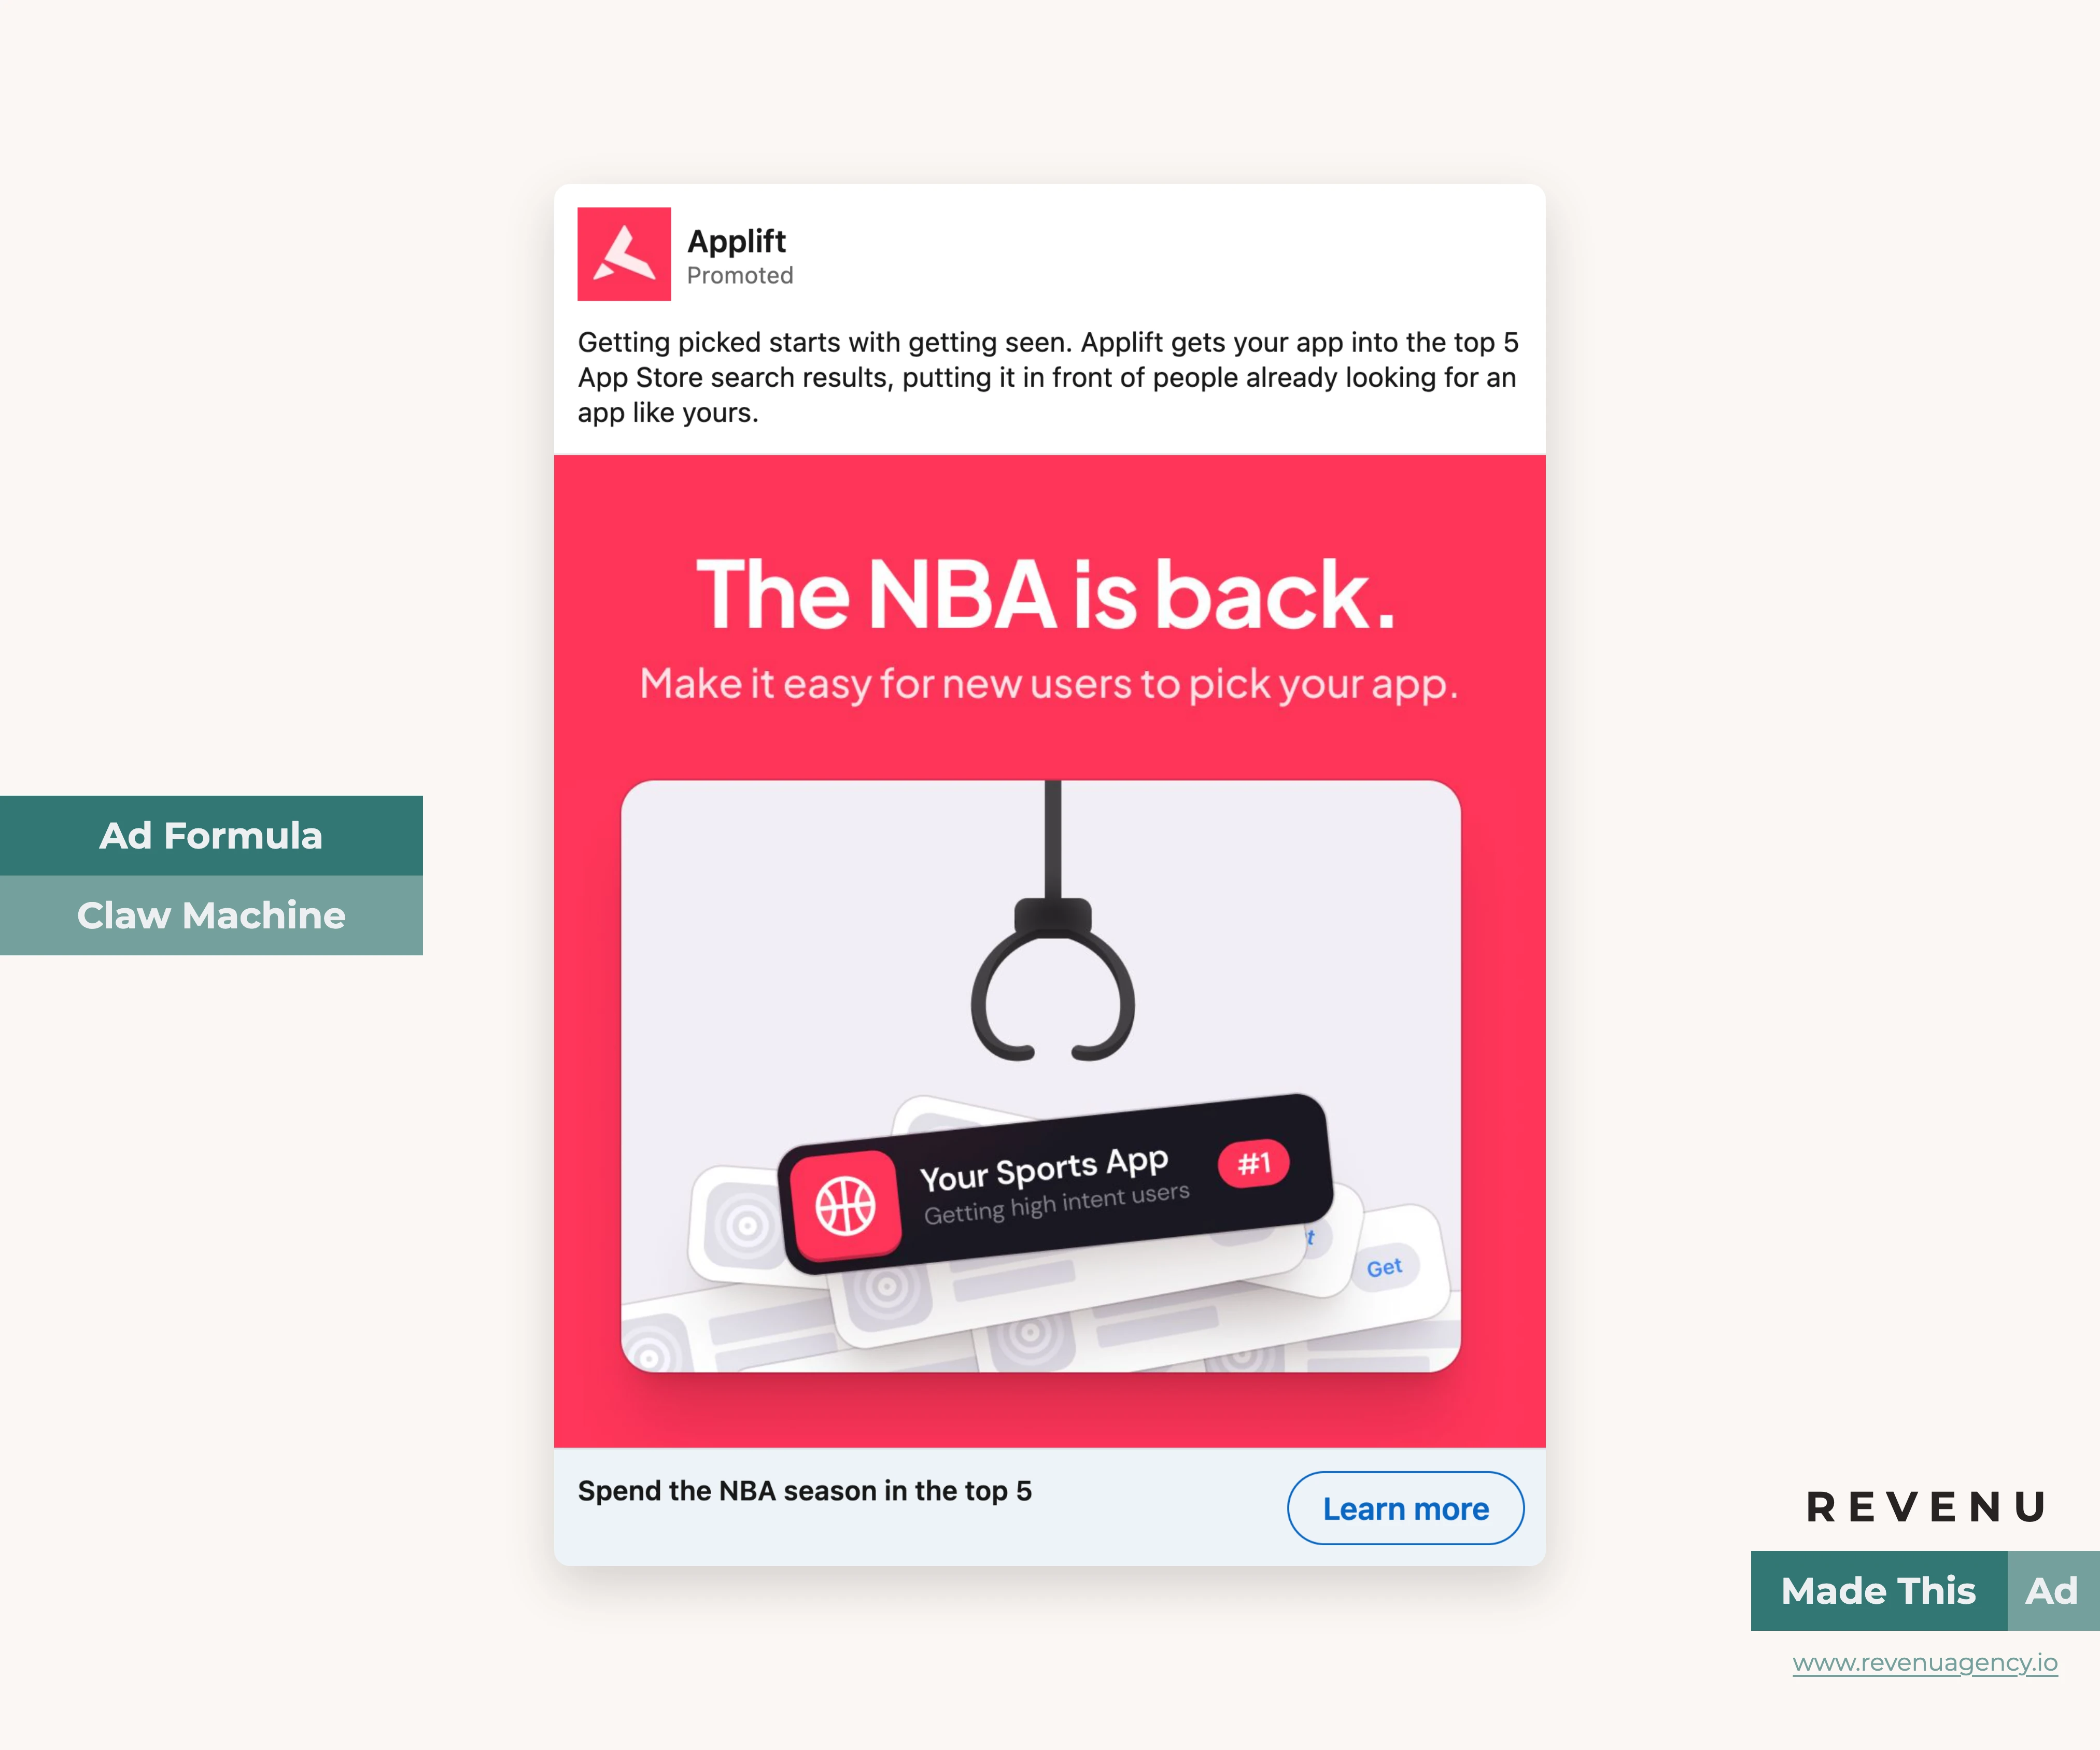 Applift
Promoted
Getting picked starts with getting seen. Applift gets your app into the top 5
App Store search results, putting it in front of people already looking for an
app like yours.
The NBA is back.
Make it easy for new users to pick your app.
Ad Formula
Claw Machine
Your Sports App
Getting high intent users
#1
t
Get
Spend the NBA season in the top 5
Learn more
REVENU
Made This Ad
www.revenuagency.io